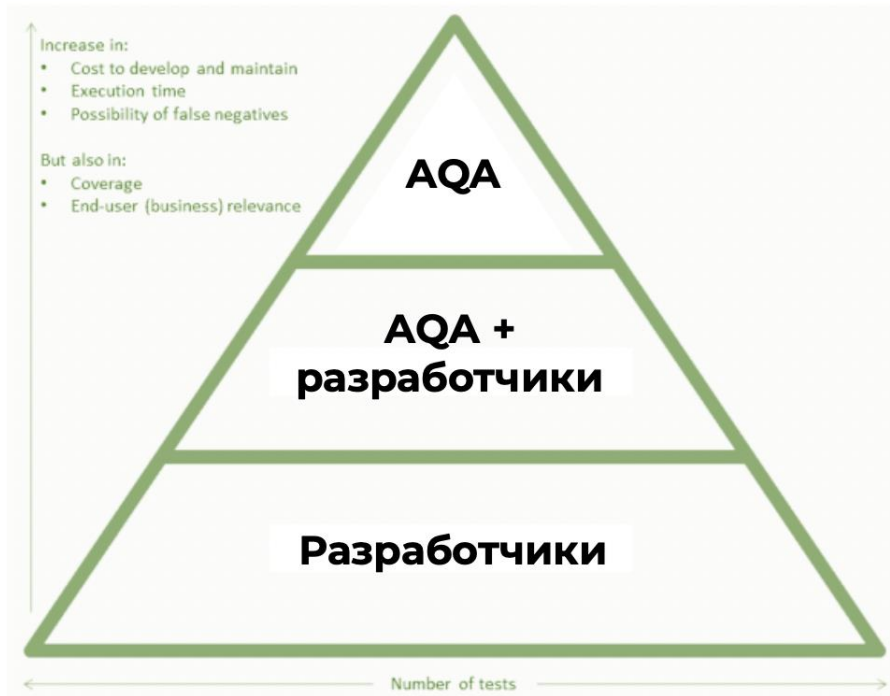 Increase in:
• Cost to develop and maintain
• Execution time
• Possibility of false negatives
But also in:
• Coverage
• End-user (business) relevance
AQA
AQA +
разработчики
Разработчики
Number of tests